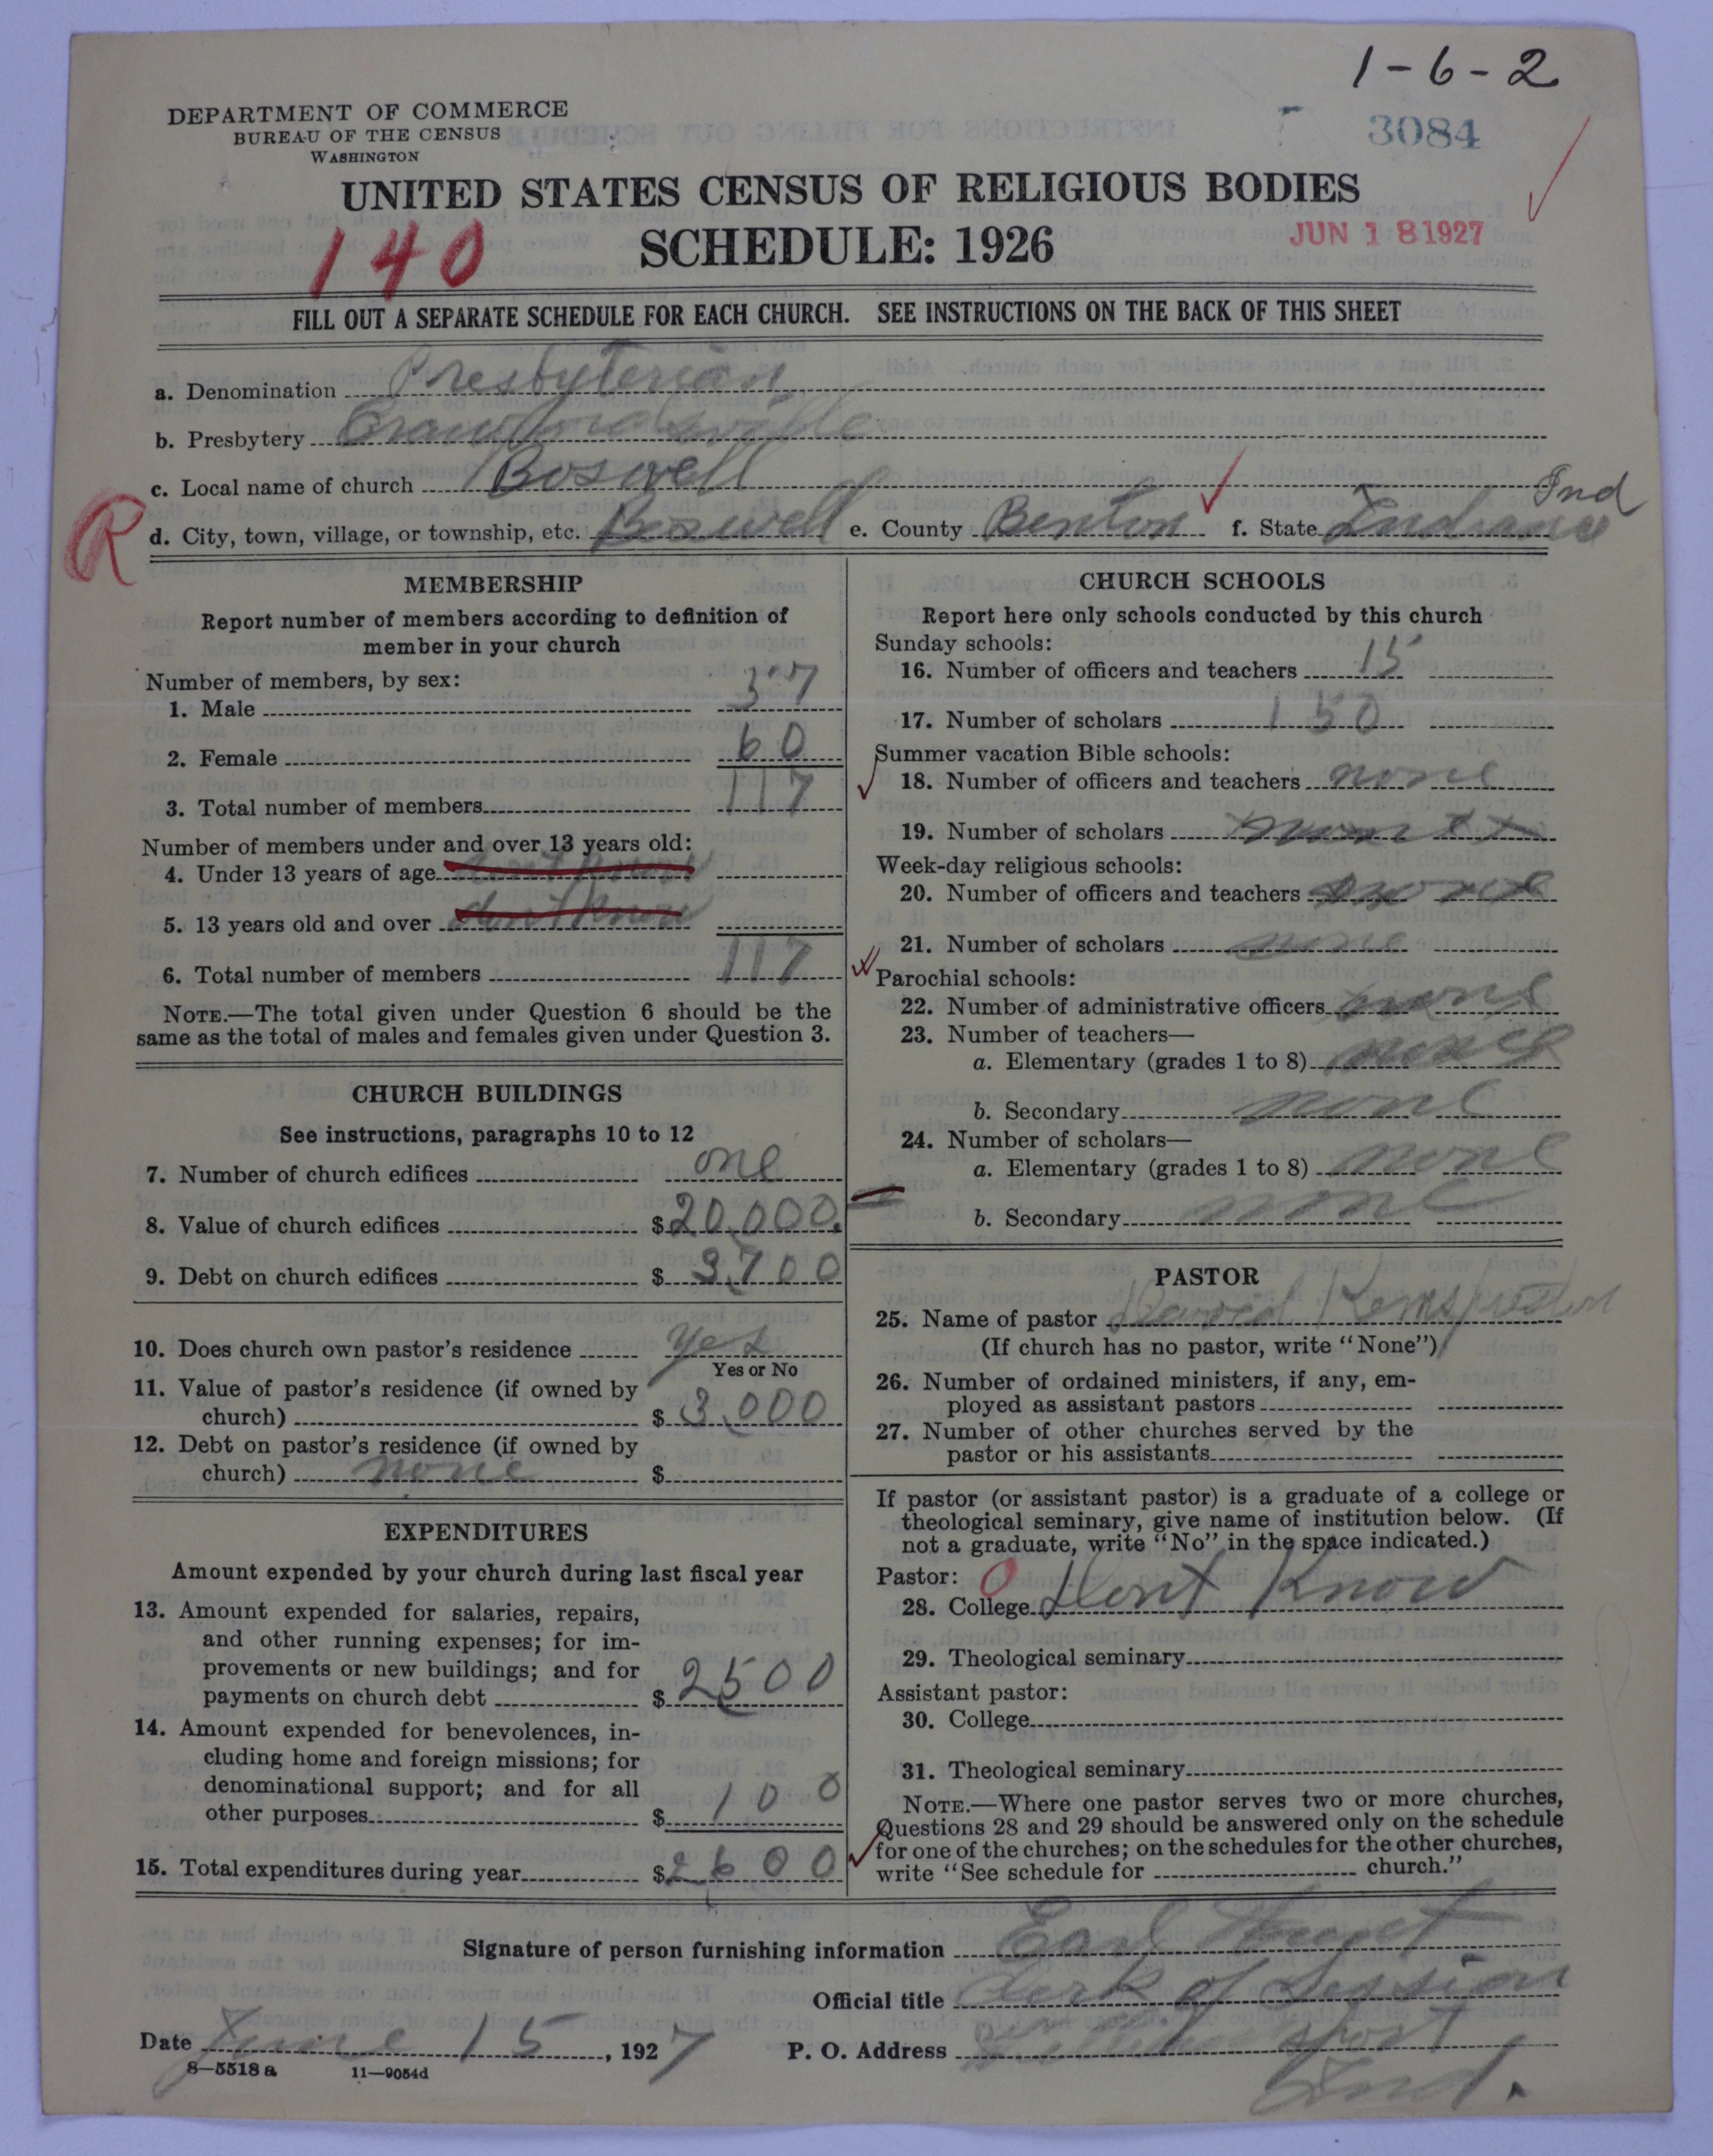 1-6-2
DEPARTMENT OF COMMERCE
BUREAU OF THE CENSUS
WASHINGTON
3084
UNITED STATES CENSUS OF RELIGIOUS BODIES
140
SCHEDULE: 1926
JUN 18 1927
FILL OUT A SEPARATE SCHEDULE FOR EACH CHURCH. SEE INSTRUCTIONS ON THE BACK OF THIS SHEET
a. Denomination Presbyterian
b. Presbytery Crawfordsville
c. Local name of church Boswell
Ind
R
d. City, town, village, or township, etc. Boswell e. County Benton f. State Indiana
MEMBERSHIP
Report number of members according to definition of
member in your church
Number of members, by sex:
1. Male 57
2. Female 60
3. Total number of members 117
Number of members under and over 13 years old:
4. Under 13 years of age don't know
5. 13 years old and over don't know
6. Total number of members 117
NOTE.—The total given under Question 6 should be the
same as the total of males and females given under Question 3.
CHURCH BUILDINGS
See instructions, paragraphs 10 to 12
7. Number of church edifices one
8. Value of church edifices $20,000.
9. Debt on church edifices $3,700
10. Does church own pastor's residence Yes
Yes or No
11. Value of pastor's residence (if owned by
church) $3,000
12. Debt on pastor's residence (if owned by
church) none $
EXPENDITURES
Amount expended by your church during last fiscal year
13. Amount expended for salaries, repairs,
and other running expenses; for im-
provements or new buildings; and for
payments on church debt $2500
14. Amount expended for benevolences, in-
cluding home and foreign missions; for
denominational support; and for all
other purposes $100
15. Total expenditures during year $2600
CHURCH SCHOOLS
Report here only schools conducted by this church
Sunday schools:
16. Number of officers and teachers 15
17. Number of scholars 150
Summer vacation Bible schools:
18. Number of officers and teachers none
19. Number of scholars none
Week-day religious schools:
20. Number of officers and teachers none
21. Number of scholars none
Parochial schools:
22. Number of administrative officers none
23. Number of teachers—
a. Elementary (grades 1 to 8) none
b. Secondary none
24. Number of scholars—
a. Elementary (grades 1 to 8) none
b. Secondary none
PASTOR
25. Name of pastor David
(If church has no pastor, write "None")
26. Number of ordained ministers, if any, em-
ployed as assistant pastors
27. Number of other churches served by the
pastor or his assistants
If pastor (or assistant pastor) is a graduate of a college or
theological seminary, give name of institution below. (If
not a graduate, write "No" in the space indicated.)
Pastor: 0
28. College Dont Know
29. Theological seminary
Assistant pastor:
30. College
31. Theological seminary
NOTE.—Where one pastor serves two or more churches,
Questions 28 and 29 should be answered only on the schedule
for one of the churches; on the schedules for the other churches,
write "See schedule for church."
Signature of person furnishing information Earl
Official title Clerk of Session
Date June 15, 1927 P. O. Address Williamsport
Ind.
8—5518 a 11—9054d